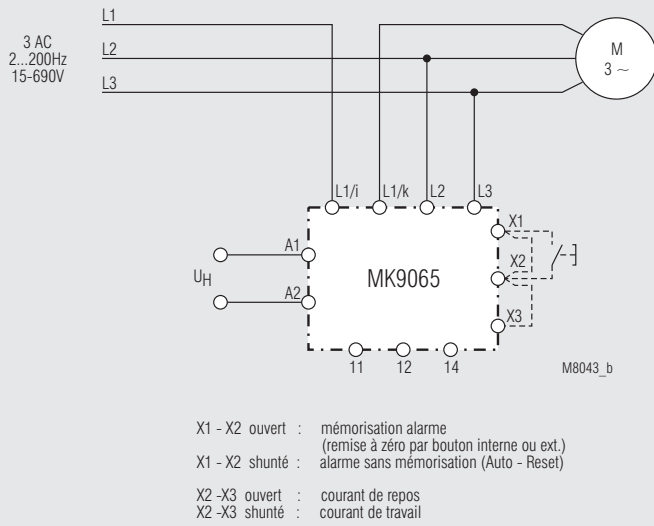 L1
3 AC
L2
2...200Hz
15-690V
L3
M
3 ~
L1/i
L1/k
L2
L3
X1
A1
UH
X2
MK9065
A2
X3
11
12
14
M8043_b
X1 - X2 ouvert : mémorisation alarme
(remise à zéro par bouton interne ou ext.)
X1 - X2 shunté : alarme sans mémorisation (Auto - Reset)
X2 -X3 ouvert : courant de repos
X2 -X3 shunté : courant de travail